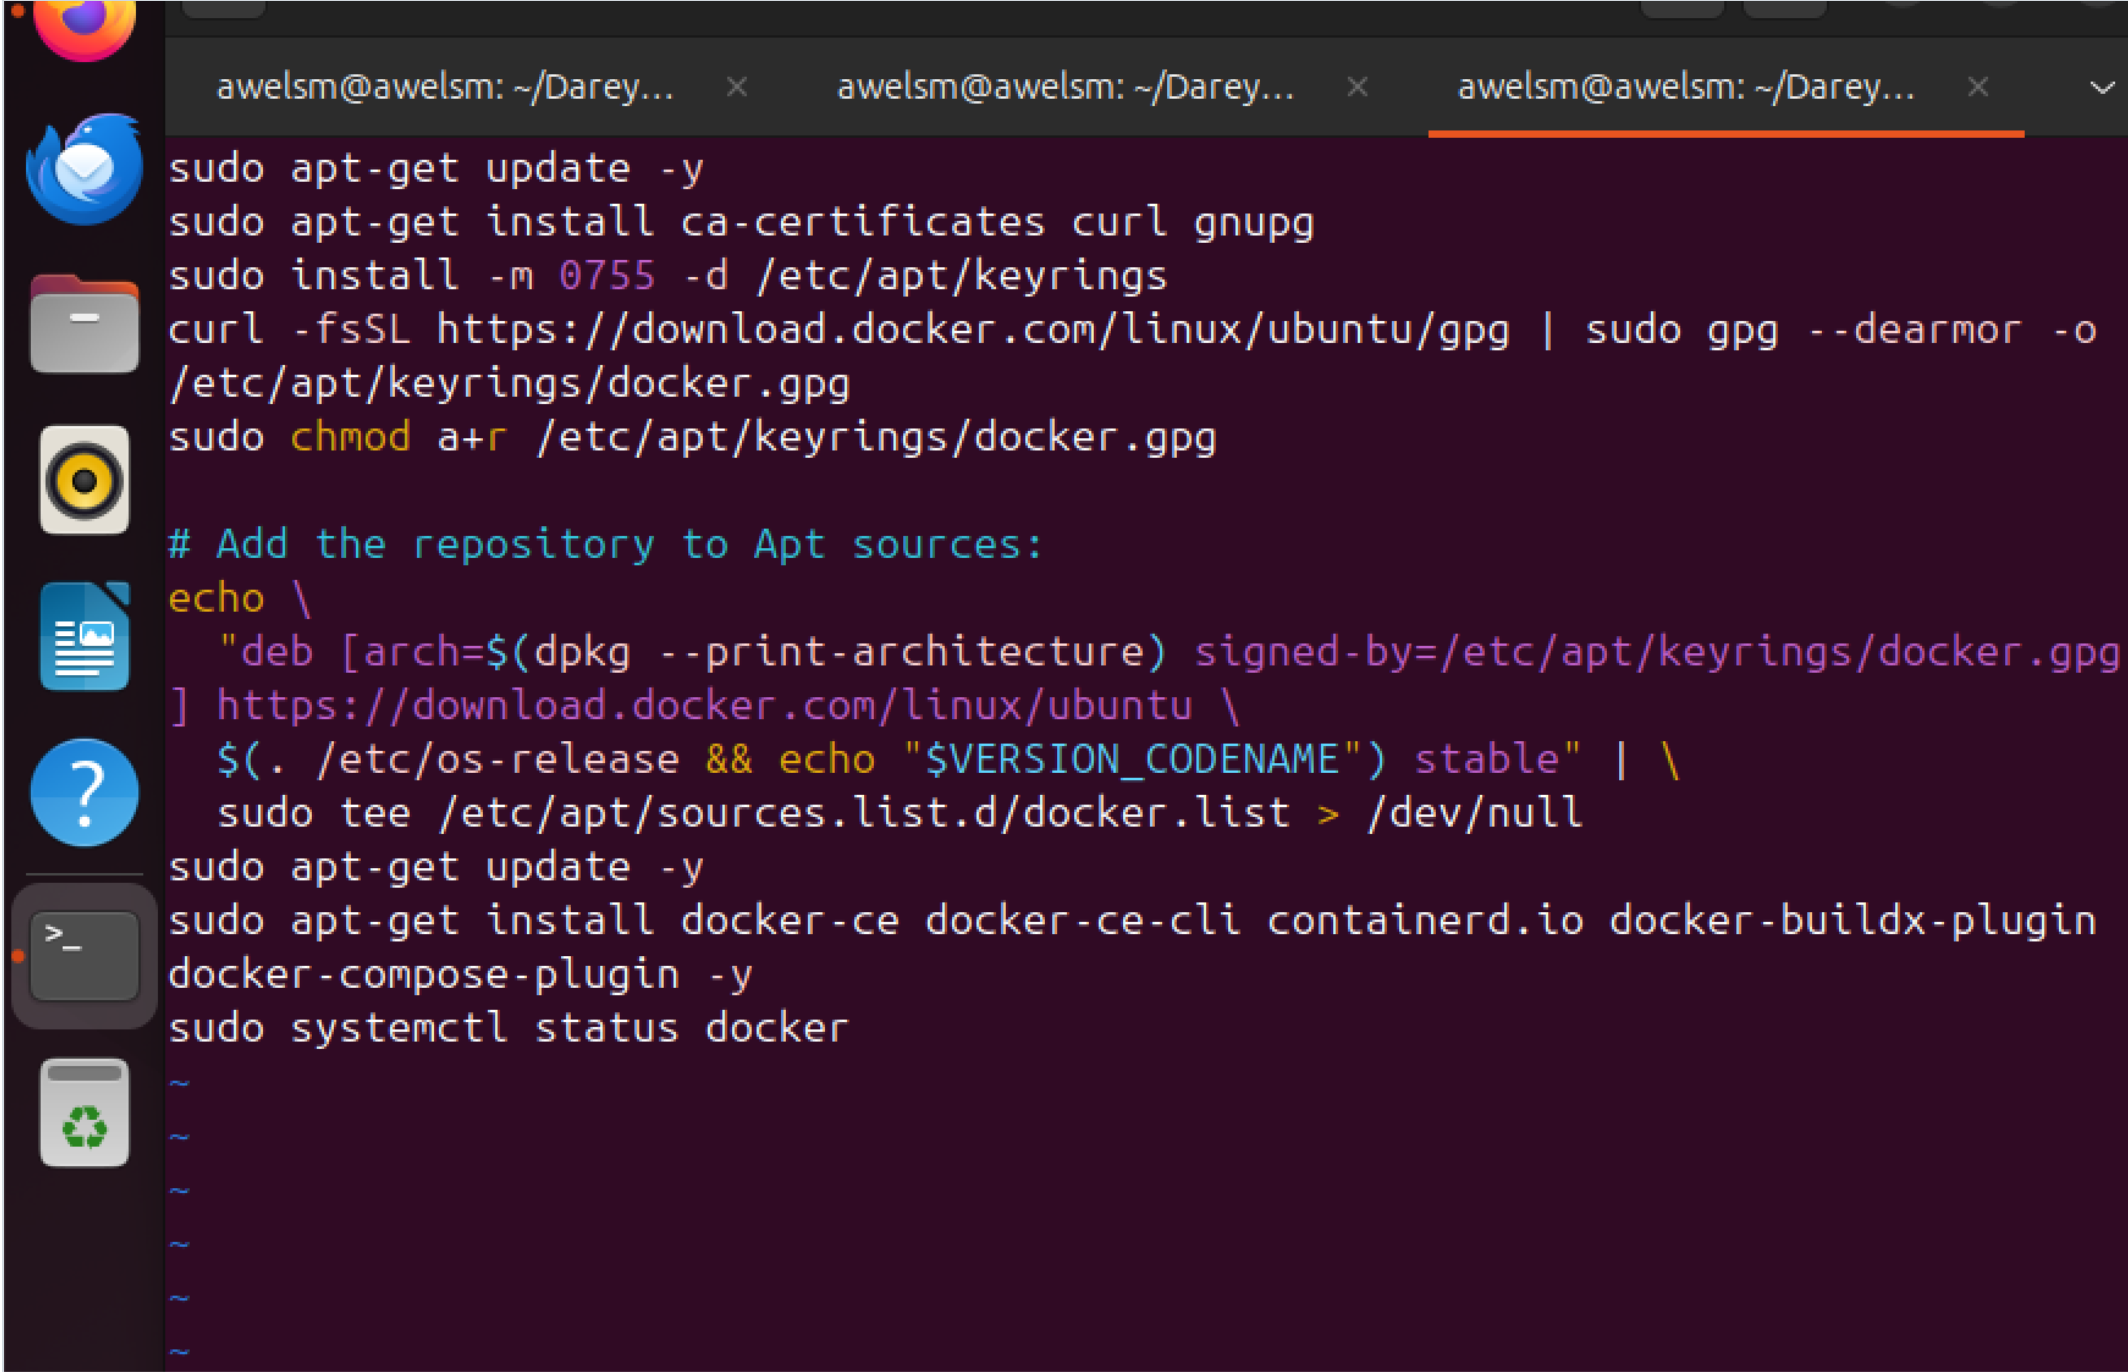 awelsm@awelsm: ~/Darey... × awelsm@awelsm: ~/Darey... × awelsm@awelsm: ~/Darey... ×
sudo apt-get update -y
sudo apt-get install ca-certificates curl gnupg
sudo install -m 0755 -d /etc/apt/keyrings
curl -fsSL https://download.docker.com/linux/ubuntu/gpg | sudo gpg --dearmor -o
/etc/apt/keyrings/docker.gpg
sudo chmod a+r /etc/apt/keyrings/docker.gpg
# Add the repository to Apt sources:
echo \
  "deb [arch=$(dpkg --print-architecture) signed-by=/etc/apt/keyrings/docker.gpg
] https://download.docker.com/linux/ubuntu \
  $(. /etc/os-release && echo "$VERSION_CODENAME") stable" | \
  sudo tee /etc/apt/sources.list.d/docker.list > /dev/null
sudo apt-get update -y
sudo apt-get install docker-ce docker-ce-cli containerd.io docker-buildx-plugin
docker-compose-plugin -y
sudo systemctl status docker
~
~
~
~
~
~